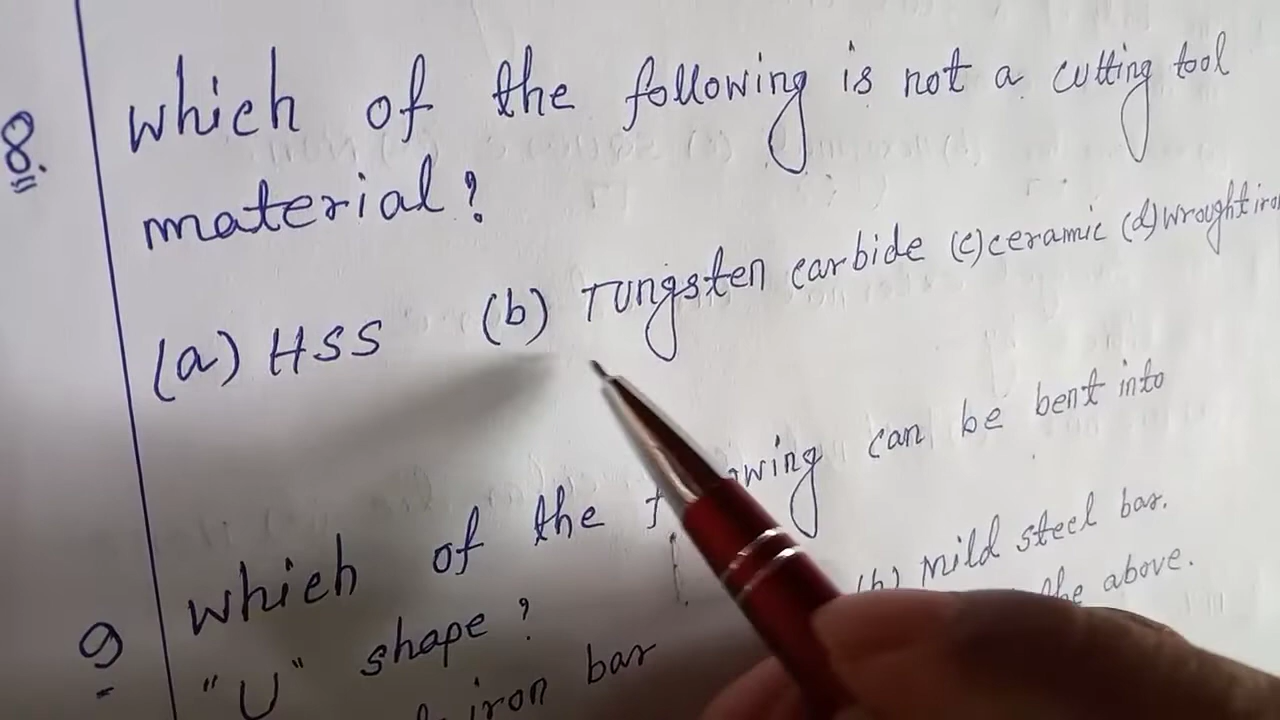 8. Which of the following is not a cutting tool
material?
(a) HSS (b) Tungsten carbide (c) ceramic (d) wrought iron
9 which of the can be bent into
"U" shape?
iron bar (b) mild steel bar.
the above.